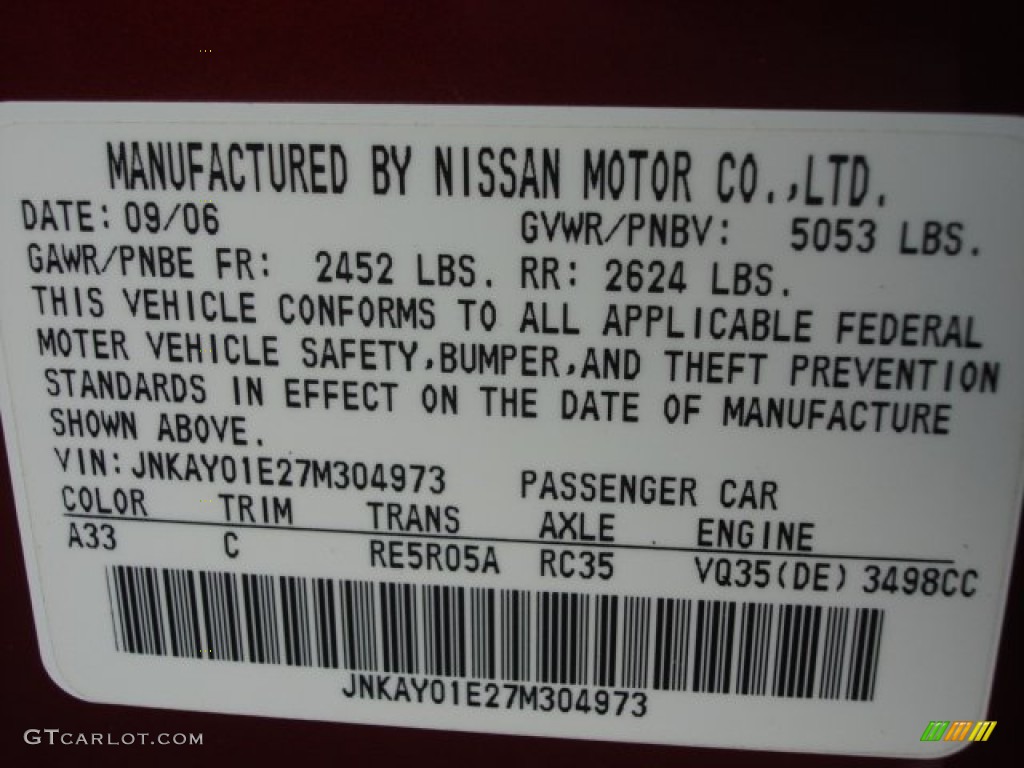 MANUFACTURED BY NISSAN MOTOR CO.,LTD.
DATE: 09/06 GVWR/PNBV: 5053 LBS.
GAWR/PNBE FR: 2452 LBS. RR: 2624 LBS.
THIS VEHICLE CONFORMS TO ALL APPLICABLE FEDERAL
MOTER VEHICLE SAFETY,BUMPER,AND THEFT PREVENTION
STANDARDS IN EFFECT ON THE DATE OF MANUFACTURE
SHOWN ABOVE.
VIN: JNKAY01E27M304973 PASSENGER CAR
COLOR TRIM TRANS AXLE ENGINE
A33 C RE5R05A RC35 VQ35(DE) 3498CC
JNKAY01E27M304973
GTCARLOT.COM